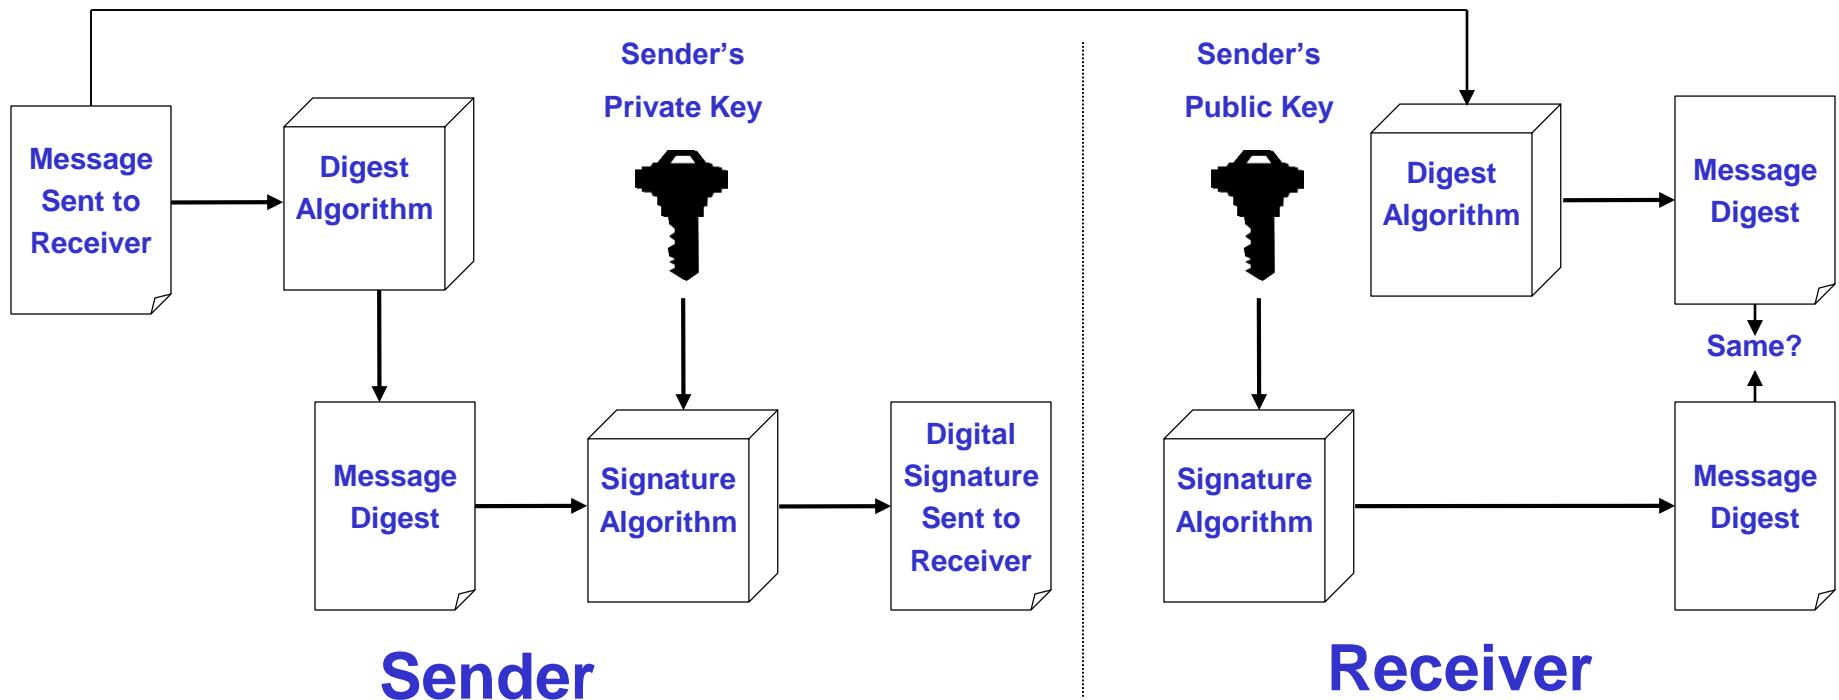 Message
Sent to
Receiver
Digest
Algorithm
Sender’s
Private Key
Message
Digest
Signature
Algorithm
Digital
Signature
Sent to
Receiver
Sender
Sender’s
Public Key
Digest
Algorithm
Message
Digest
Same?
Signature
Algorithm
Message
Digest
Receiver